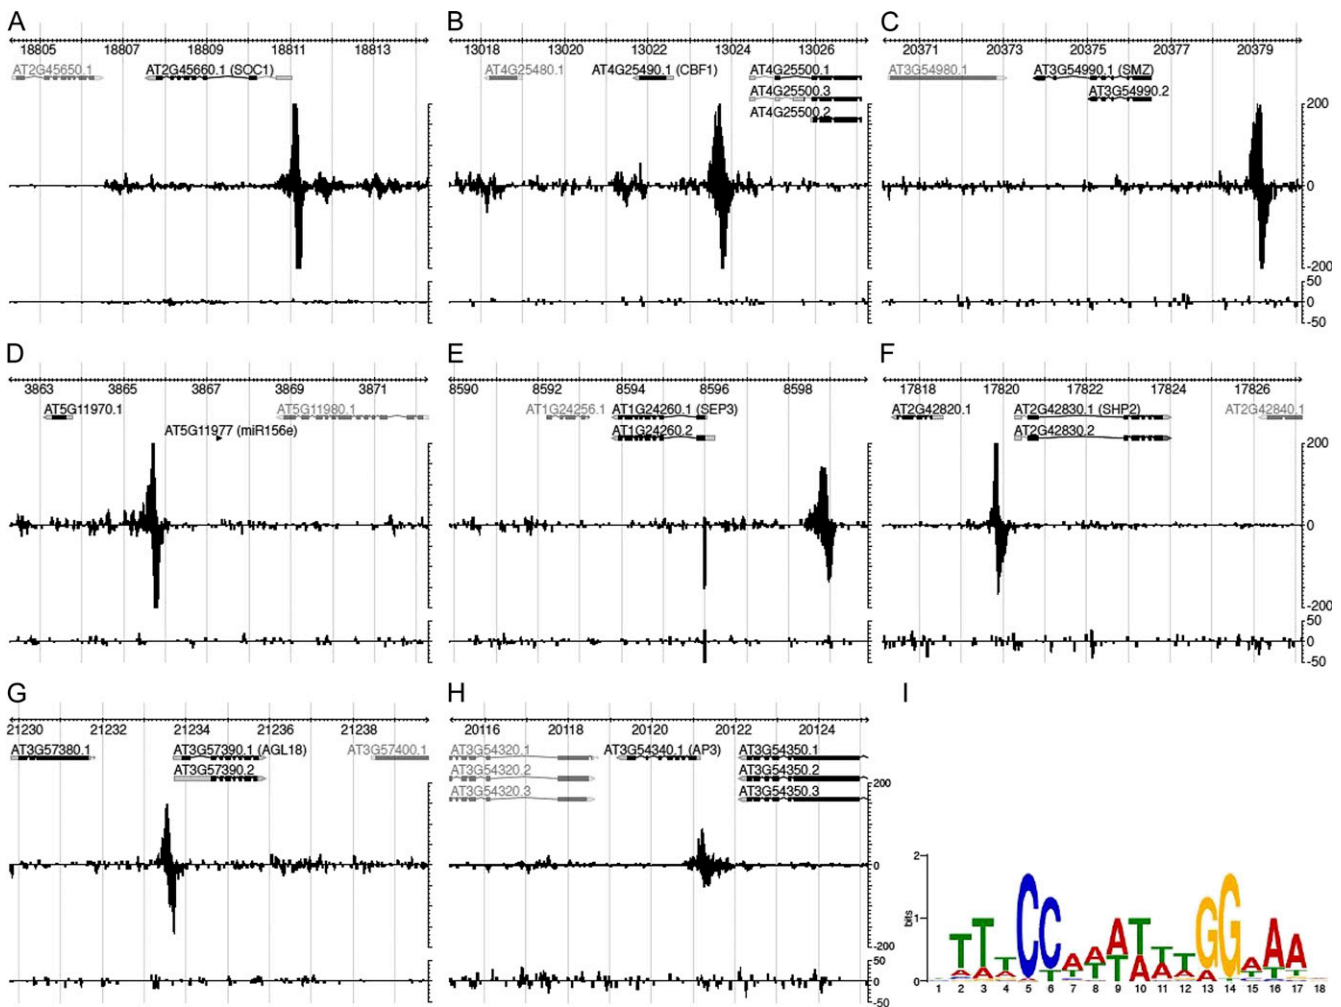 A
18805 18807 18809 18811 18813
AT2G45650.1 AT2G45660.1 (SOC1)
B
13018 13020 13022 13024 13026
AT4G25480.1 AT4G25490.1 (CBF1) AT4G25500.1
AT4G25500.3
AT4G25500.2
C
20371 20373 20375 20377 20379
AT3G54980.1 AT3G54990.1 (SMZ)
AT3G54990.2
200
0
-200
50
0
-50
D
3863 3865 3867 3869 3871
AT5G11970.1 AT5G11980.1
AT5G11977 (miR156e)
E
8590 8592 8594 8596 8598
AT1G24256.1 AT1G24260.1 (SEP3)
AT1G24260.2
F
17818 17820 17822 17824 17826
AT2G42820.1 AT2G42830.1 (SHP2) AT2G42840.1
AT2G42830.2
200
0
-200
50
0
-50
G
21230 21232 21234 21236 21238
AT3G57380.1 AT3G57390.1 (AGL18) AT3G57400.1
AT3G57390.2
H
20116 20118 20120 20122 20124
AT3G54320.1 AT3G54340.1 (AP3) AT3G54350.1
AT3G54320.2 AT3G54350.2
AT3G54320.3 AT3G54350.3
200
0
-200
50
0
-50
I
2
1
0
bits
1 2 3 4 5 6 7 8 9 10 11 12 13 14 15 16 17 18